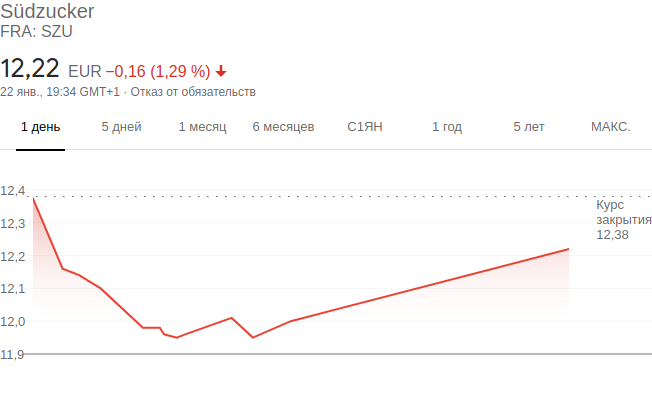 Südzucker
FRA: SZU
12,22 EUR −0,16 (1,29 %)
22 янв., 19:34 GMT+1 · Отказ от обязательств
1 день 5 дней 1 месяц 6 месяцев С1ЯН 1 год 5 лет МАКС.
12,4
Курс
закрытия
12,38
12,3
12,2
12,1
12,0
11,9